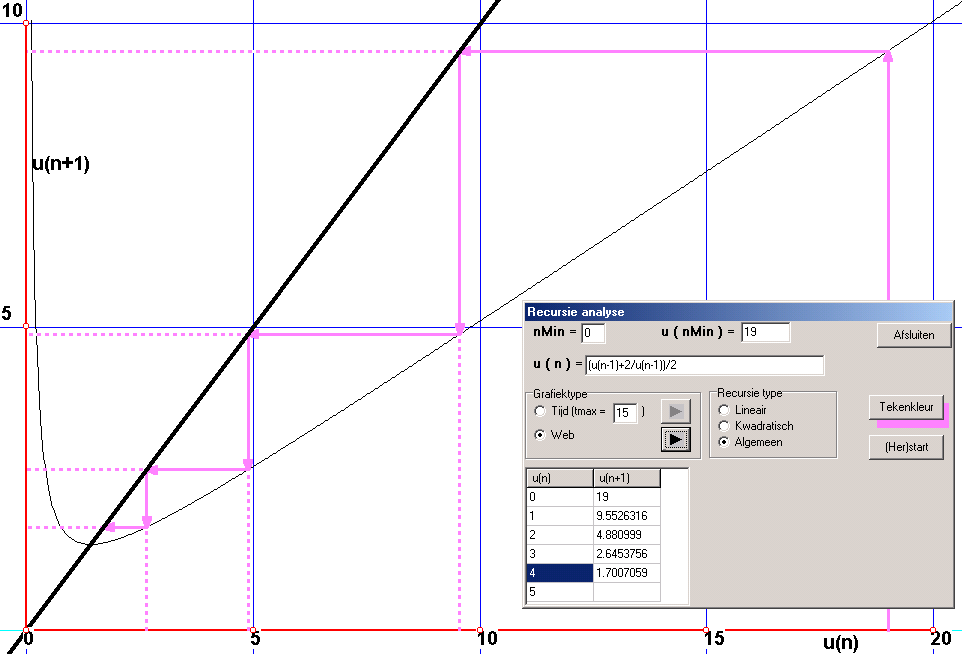 10
u(n+1)
5
Recursie analyse
nMin = 0 u ( nMin ) = 19 Afsluiten
u ( n ) = (u(n-1)+2/u(n-1))/2
Grafiektype
Tijd (tmax = 15 )
Web
Recursie type
Lineair
Kwadratisch
Algemeen
Tekenkleur
(Her)start
u(n) u(n+1)
0 19
1 9.5526316
2 4.880999
3 2.6453756
4 1.7007059
5
0 5 10 15 u(n) 20